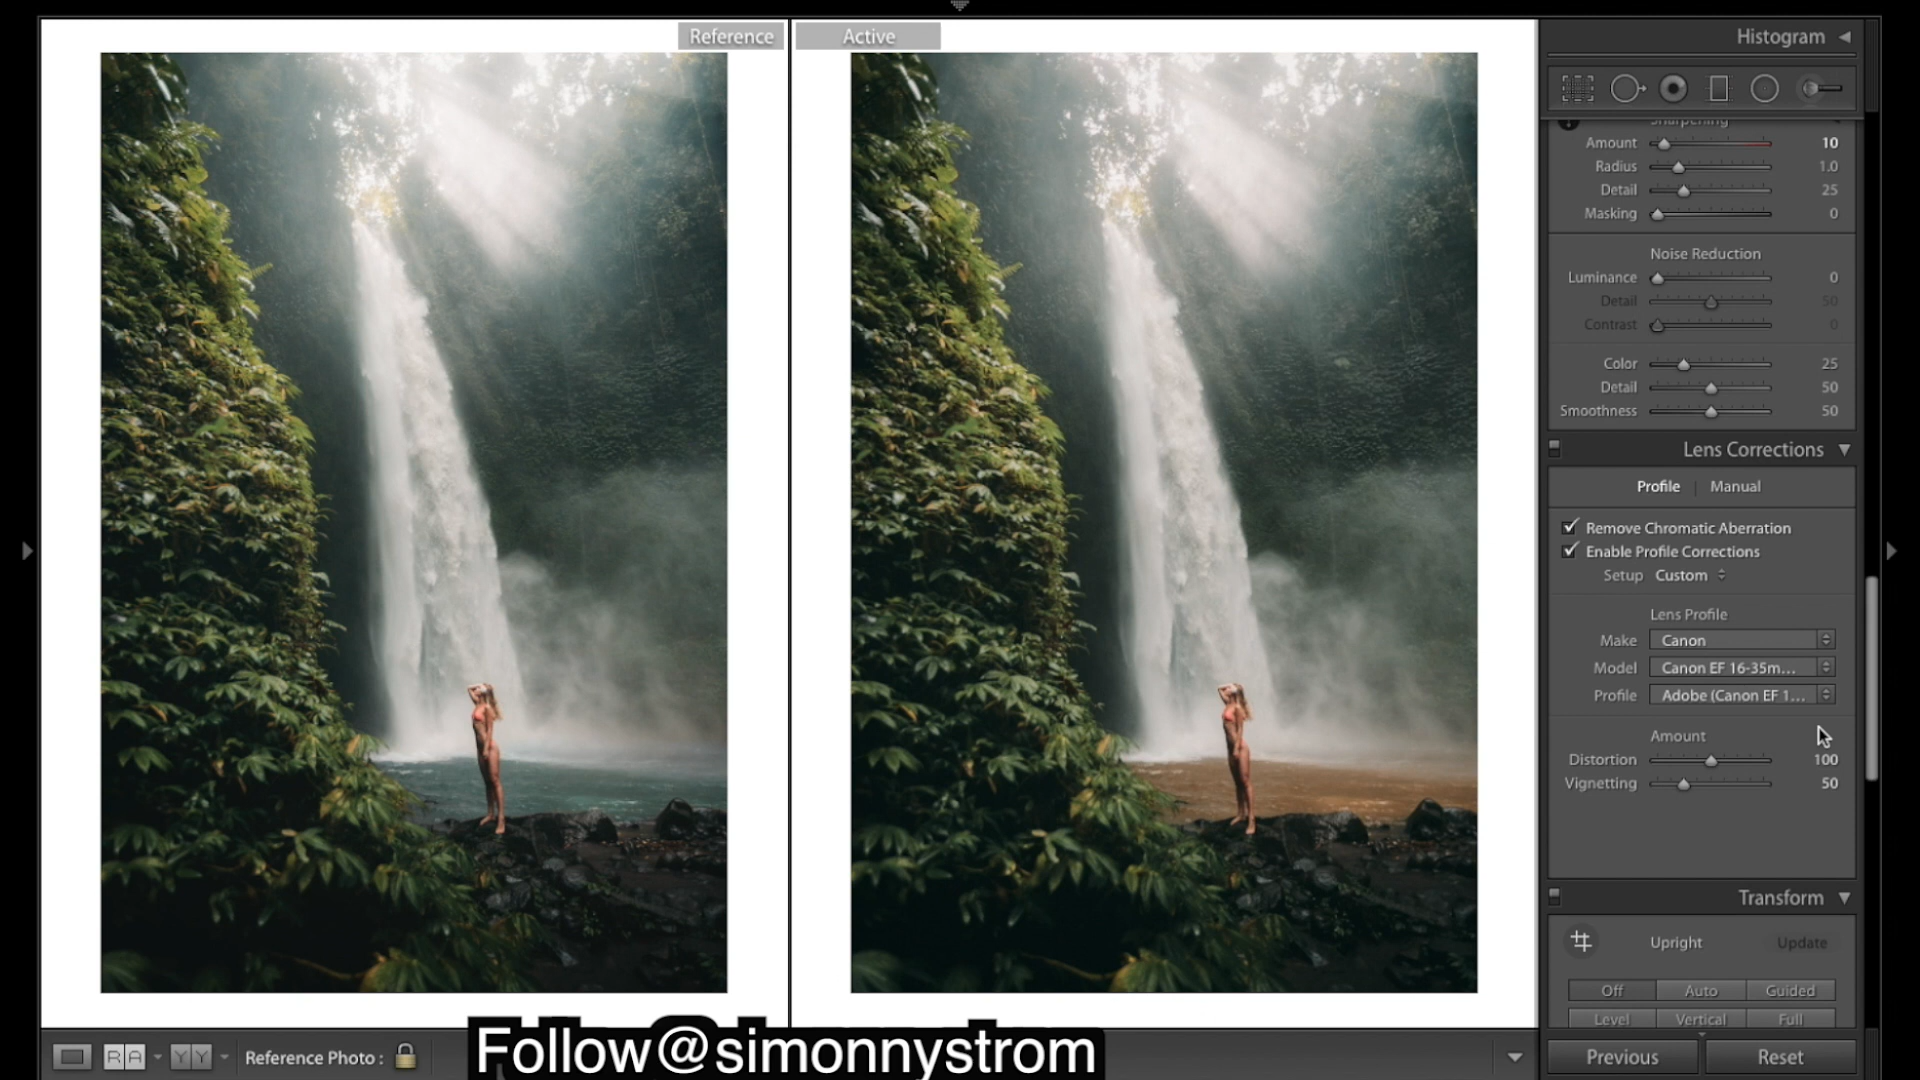 Reference
Active
Histogram
Sharpening
Amount 10
Radius 1.0
Detail 25
Masking 0
Noise Reduction
Luminance 0
Detail 50
Contrast 0
Color 25
Detail 50
Smoothness 50
Lens Corrections
Profile | Manual
Remove Chromatic Aberration
Enable Profile Corrections
Setup Custom
Lens Profile
Make Canon
Model Canon EF 16-35m...
Profile Adobe (Canon EF 1...
Amount
Distortion 100
Vignetting 50
Transform
Upright Update
Off Auto Guided
Level Vertical Full
R A Y Y Reference Photo :
Follow@simonnystrom
Previous Reset